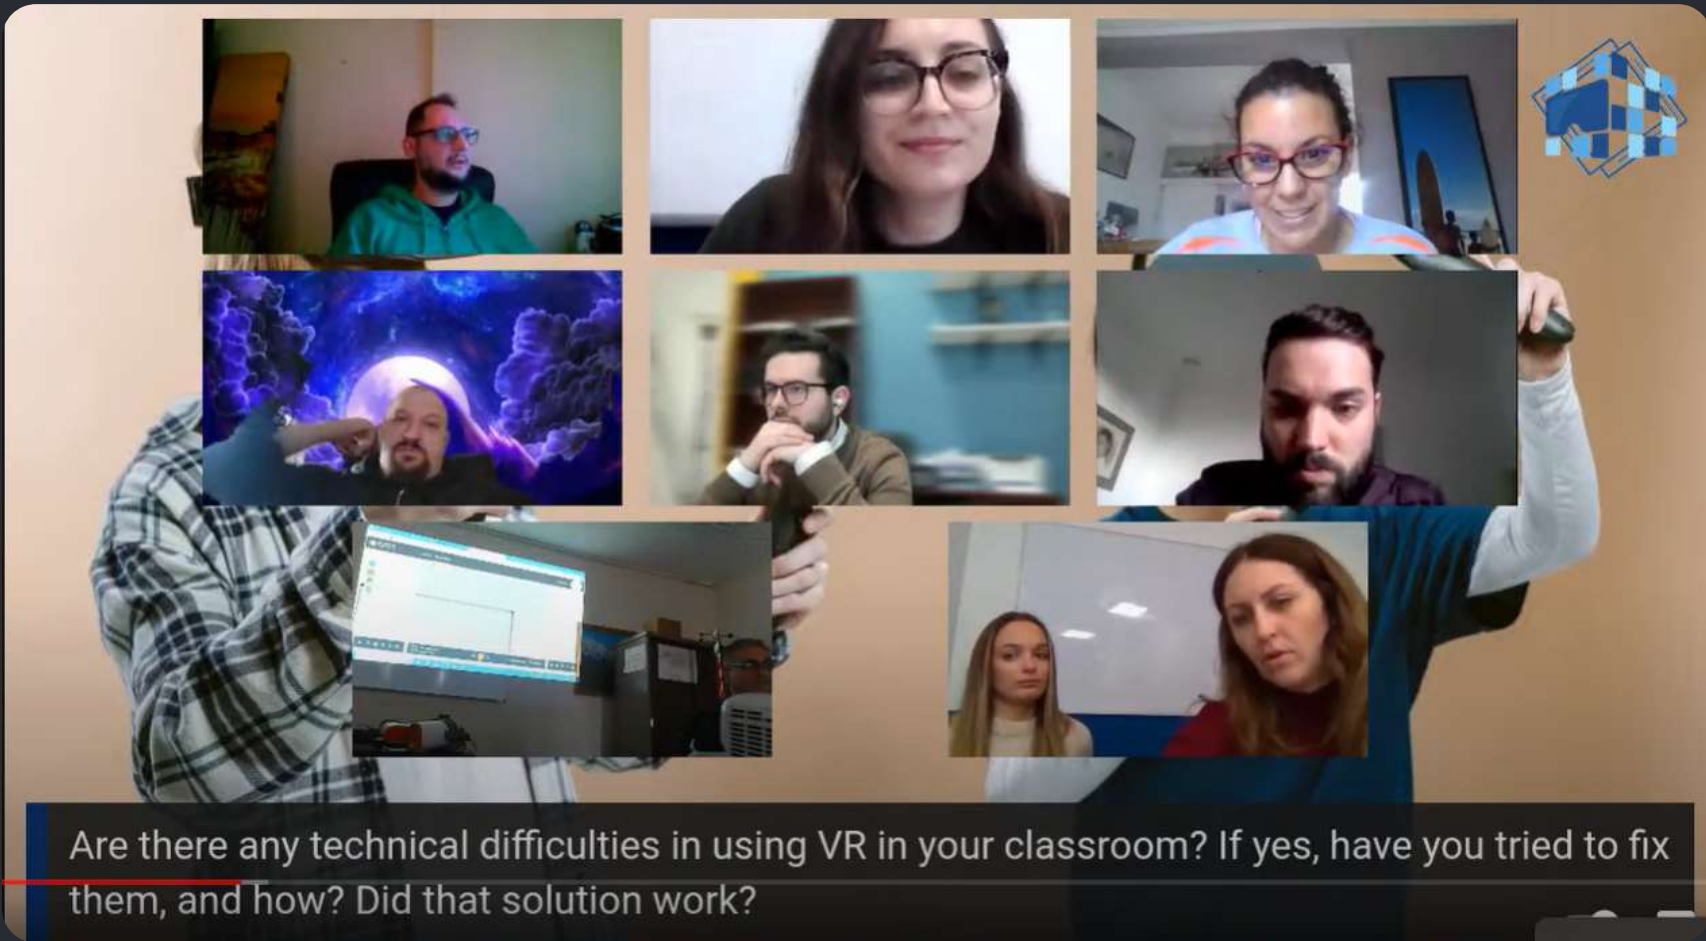 Are there any technical difficulties in using VR in your classroom? If yes, have you tried to fix
them, and how? Did that solution work?